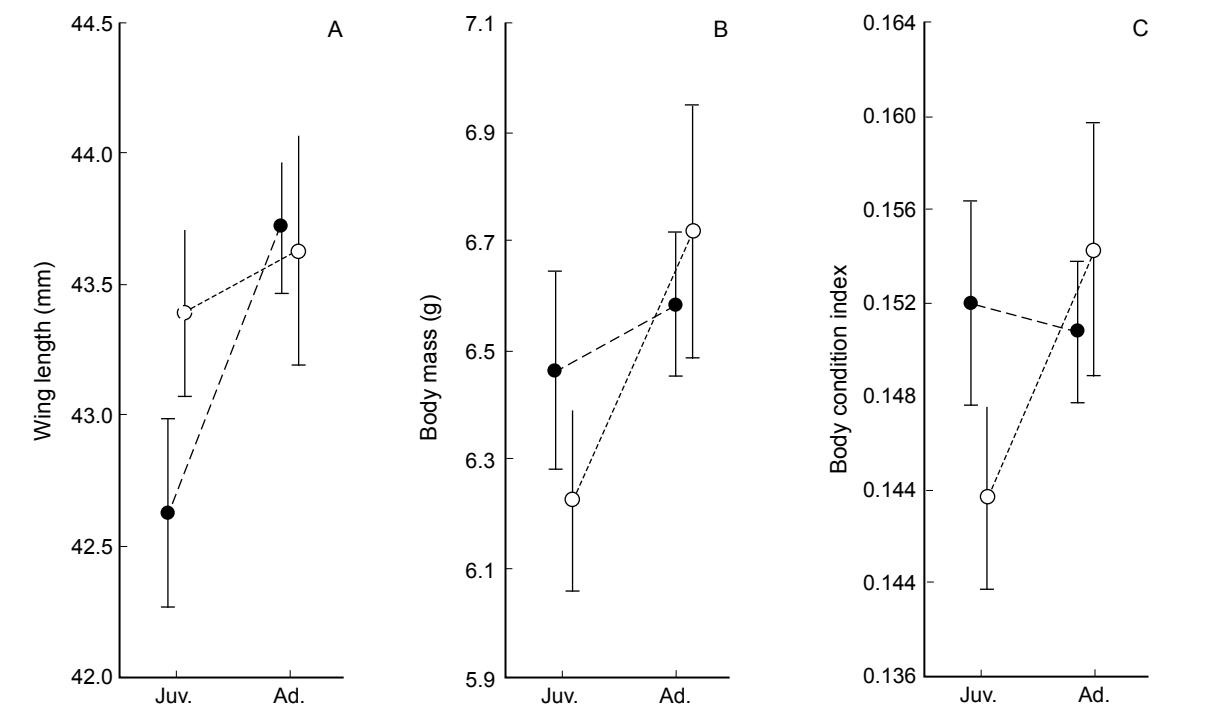 A
44.5
44.0
43.5
43.0
42.5
42.0
Wing length (mm)
Juv. Ad.
B
7.1
6.9
6.7
6.5
6.3
6.1
5.9
Body mass (g)
Juv. Ad.
C
0.164
0.160
0.156
0.152
0.148
0.144
0.144
0.136
Body condition index
Juv. Ad.